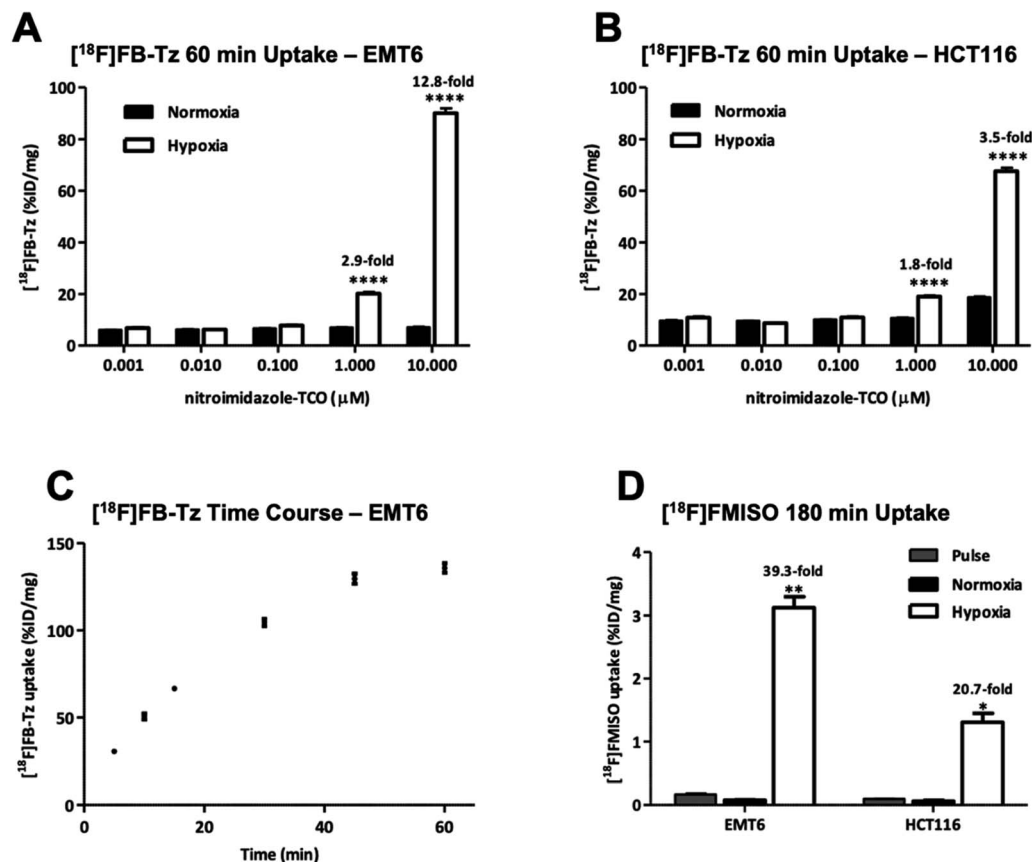 A
[¹⁸F]FB-Tz 60 min Uptake – EMT6
[¹⁸F]FB-Tz (%ID/mg)
100
80
60
40
20
0
Normoxia
Hypoxia
2.9-fold
****
12.8-fold
****
0.001 0.010 0.100 1.000 10.000
nitroimidazole-TCO (μM)
B
[¹⁸F]FB-Tz 60 min Uptake – HCT116
[¹⁸F]FB-Tz (%ID/mg)
100
80
60
40
20
0
Normoxia
Hypoxia
1.8-fold
****
3.5-fold
****
0.001 0.010 0.100 1.000 10.000
nitroimidazole-TCO (μM)
C
[¹⁸F]FB-Tz Time Course – EMT6
[¹⁸F]FB-Tz uptake (%ID/mg)
150
100
50
0
0 20 40 60
Time (min)
D
[¹⁸F]FMISO 180 min Uptake
[¹⁸F]FMISO uptake (%ID/mg)
4
3
2
1
0
Pulse
Normoxia
Hypoxia
39.3-fold
**
20.7-fold
*
EMT6 HCT116